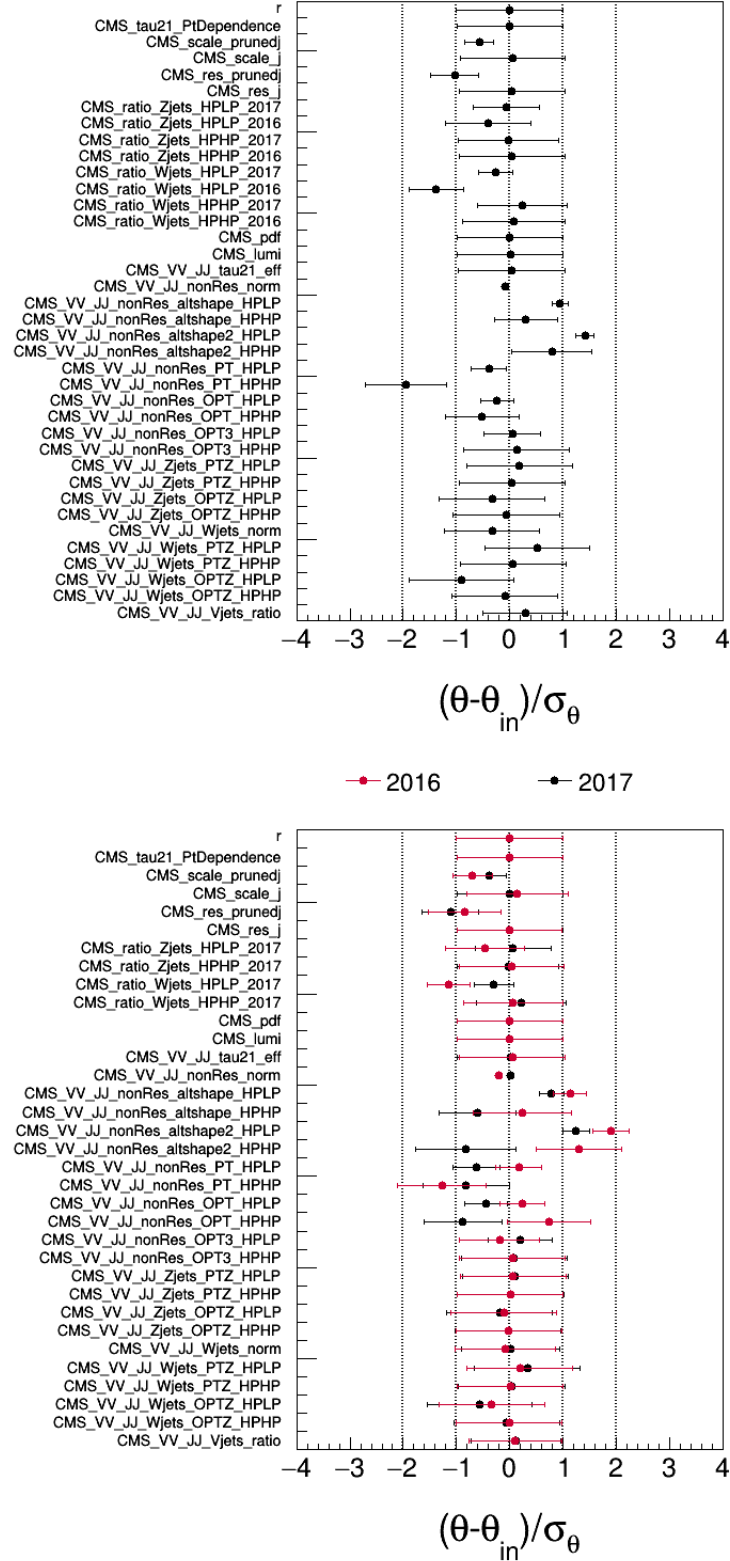 r
CMS_tau21_PtDependence
CMS_scale_prunedj
CMS_scale_j
CMS_res_prunedj
CMS_res_j
CMS_ratio_Zjets_HPLP_2017
CMS_ratio_Zjets_HPLP_2016
CMS_ratio_Zjets_HPHP_2017
CMS_ratio_Zjets_HPHP_2016
CMS_ratio_Wjets_HPLP_2017
CMS_ratio_Wjets_HPLP_2016
CMS_ratio_Wjets_HPHP_2017
CMS_ratio_Wjets_HPHP_2016
CMS_pdf
CMS_lumi
CMS_VV_JJ_tau21_eff
CMS_VV_JJ_nonRes_norm
CMS_VV_JJ_nonRes_altshape_HPLP
CMS_VV_JJ_nonRes_altshape_HPHP
CMS_VV_JJ_nonRes_altshape2_HPLP
CMS_VV_JJ_nonRes_altshape2_HPHP
CMS_VV_JJ_nonRes_PT_HPLP
CMS_VV_JJ_nonRes_PT_HPHP
CMS_VV_JJ_nonRes_OPT_HPLP
CMS_VV_JJ_nonRes_OPT_HPHP
CMS_VV_JJ_nonRes_OPT3_HPLP
CMS_VV_JJ_nonRes_OPT3_HPHP
CMS_VV_JJ_Zjets_PTZ_HPLP
CMS_VV_JJ_Zjets_PTZ_HPHP
CMS_VV_JJ_Zjets_OPTZ_HPLP
CMS_VV_JJ_Zjets_OPTZ_HPHP
CMS_VV_JJ_Wjets_norm
CMS_VV_JJ_Wjets_PTZ_HPLP
CMS_VV_JJ_Wjets_PTZ_HPHP
CMS_VV_JJ_Wjets_OPTZ_HPLP
CMS_VV_JJ_Wjets_OPTZ_HPHP
CMS_VV_JJ_Vjets_ratio
−4 −3 −2 −1 0 1 2 3 4
(θ-θin)/σθ
2016 2017
r
CMS_tau21_PtDependence
CMS_scale_prunedj
CMS_scale_j
CMS_res_prunedj
CMS_res_j
CMS_ratio_Zjets_HPLP_2017
CMS_ratio_Zjets_HPHP_2017
CMS_ratio_Wjets_HPLP_2017
CMS_ratio_Wjets_HPHP_2017
CMS_pdf
CMS_lumi
CMS_VV_JJ_tau21_eff
CMS_VV_JJ_nonRes_norm
CMS_VV_JJ_nonRes_altshape_HPLP
CMS_VV_JJ_nonRes_altshape_HPHP
CMS_VV_JJ_nonRes_altshape2_HPLP
CMS_VV_JJ_nonRes_altshape2_HPHP
CMS_VV_JJ_nonRes_PT_HPLP
CMS_VV_JJ_nonRes_PT_HPHP
CMS_VV_JJ_nonRes_OPT_HPLP
CMS_VV_JJ_nonRes_OPT_HPHP
CMS_VV_JJ_nonRes_OPT3_HPLP
CMS_VV_JJ_nonRes_OPT3_HPHP
CMS_VV_JJ_Zjets_PTZ_HPLP
CMS_VV_JJ_Zjets_PTZ_HPHP
CMS_VV_JJ_Zjets_OPTZ_HPLP
CMS_VV_JJ_Zjets_OPTZ_HPHP
CMS_VV_JJ_Wjets_norm
CMS_VV_JJ_Wjets_PTZ_HPLP
CMS_VV_JJ_Wjets_PTZ_HPHP
CMS_VV_JJ_Wjets_OPTZ_HPLP
CMS_VV_JJ_Wjets_OPTZ_HPHP
CMS_VV_JJ_Vjets_ratio
−4 −3 −2 −1 0 1 2 3 4
(θ-θin)/σθ